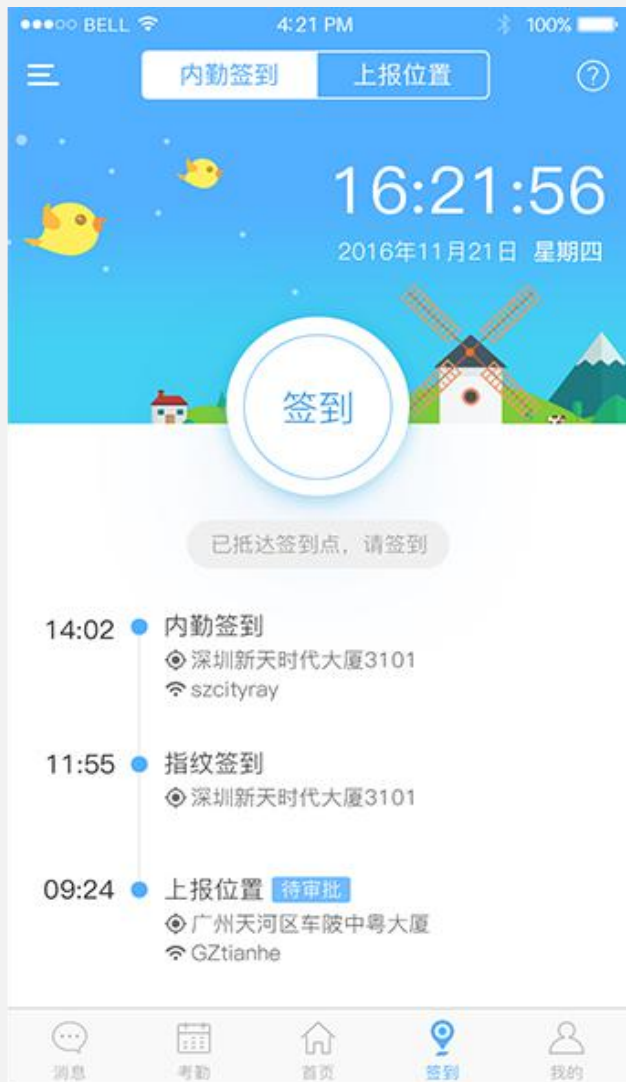 BELL 4:21 PM 100%
内勤签到 上报位置 ?
16:21:56
2016年11月21日 星期四
签到
已抵达签到点，请签到
14:02 内勤签到
深圳新天时代大厦3101
szcityray
11:55 指纹签到
深圳新天时代大厦3101
09:24 上报位置 待审批
广州天河区车陂中粤大厦
GZtianhe
消息 考勤 首页 签到 我的